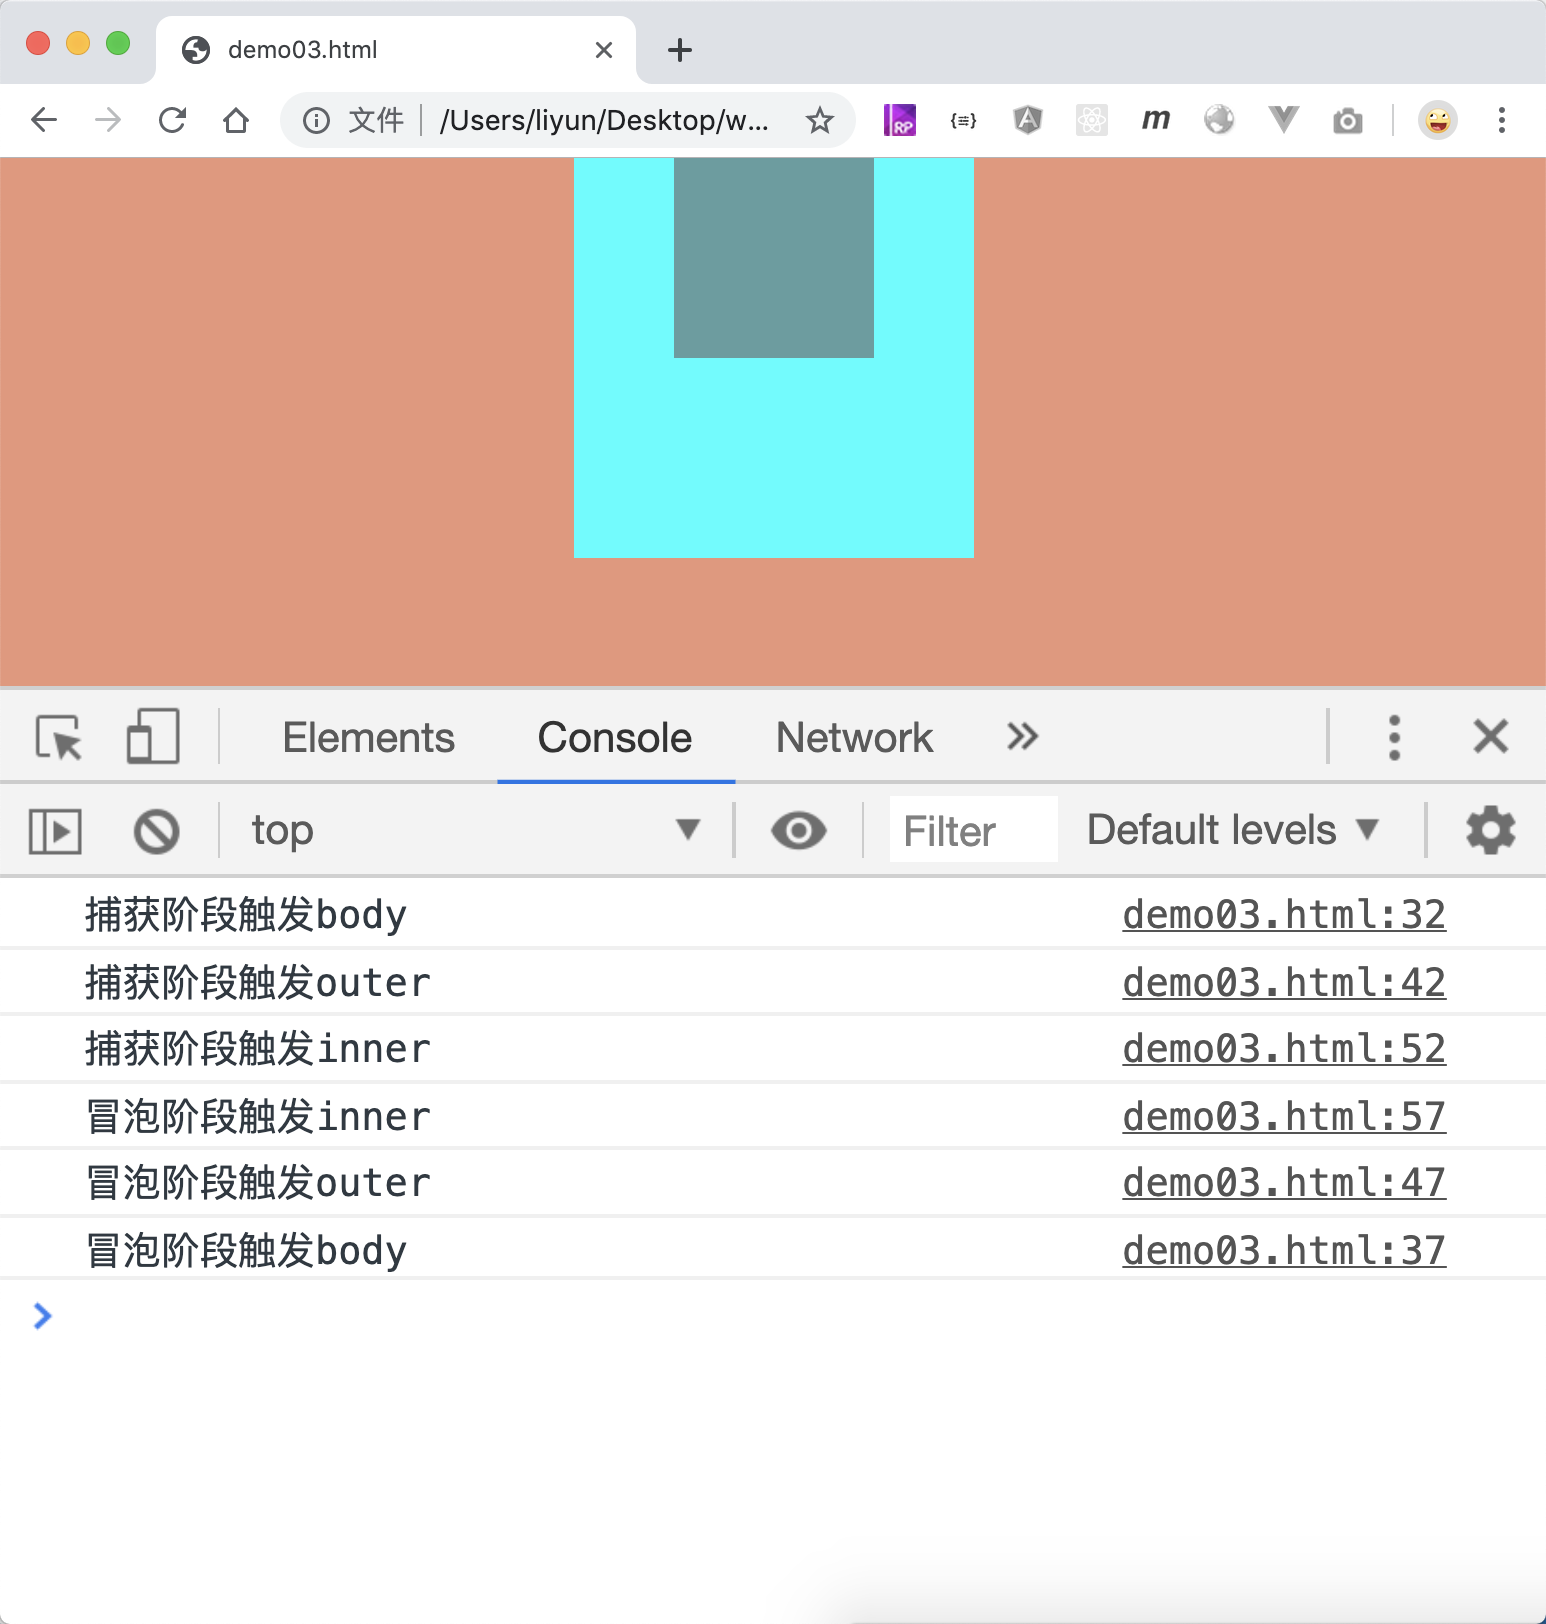 demo03.html
文件 /Users/liyun/Desktop/w...
RP {≡} A m
Elements Console Network
top Filter Default levels
捕获阶段触发body demo03.html:32
捕获阶段触发outer demo03.html:42
捕获阶段触发inner demo03.html:52
冒泡阶段触发inner demo03.html:57
冒泡阶段触发outer demo03.html:47
冒泡阶段触发body demo03.html:37